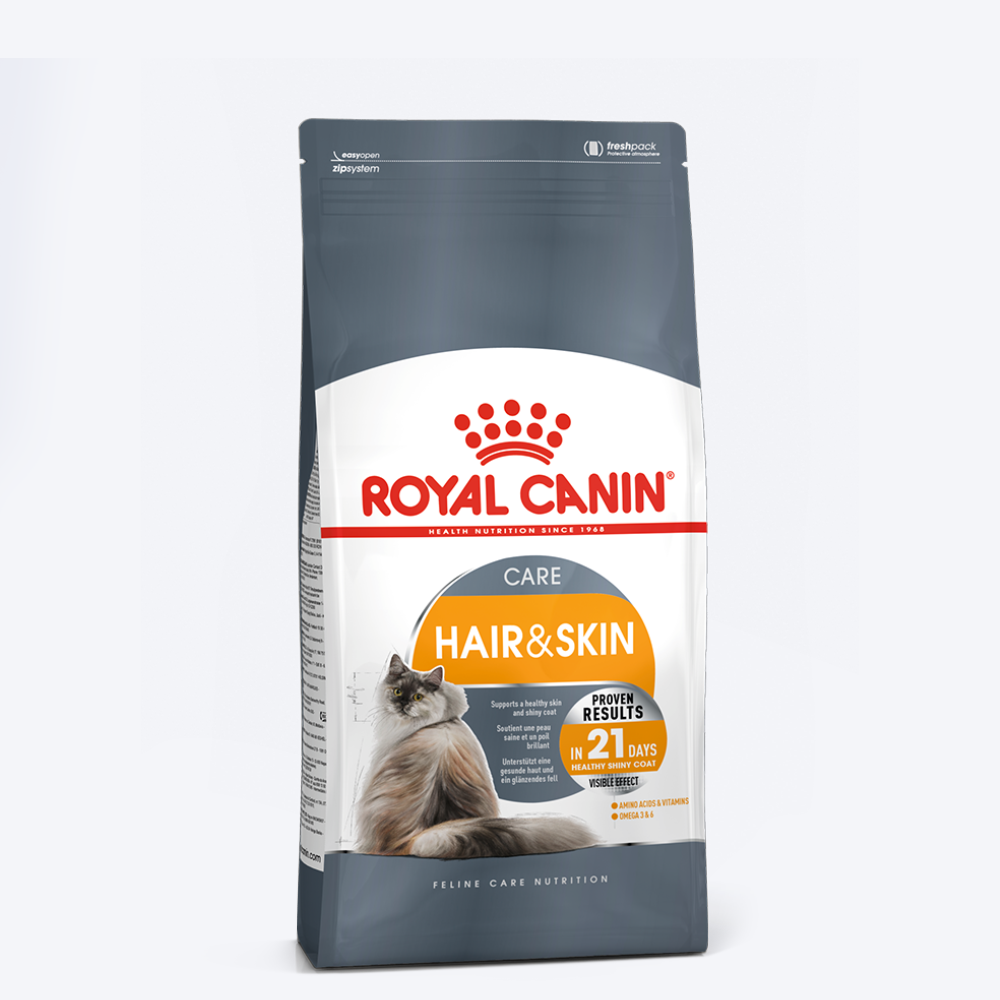 easyopen
zipsystem
freshpack
Protective atmosphere
ROYAL CANIN®
HEALTH NUTRITION SINCE 1968
CARE
HAIR&SKIN
Supports a healthy skin
and shiny coat
Soutient une peau
saine et un poil
brillant
Unterstützt eine
gesunde haut und
ein glänzendes fell
PROVEN
RESULTS
IN 21 DAYS
HEALTHY SHINY COAT
VISIBLE EFFECT
AMINO ACIDS & VITAMINS
OMEGA 3 & 6
FELINE CARE NUTRITION